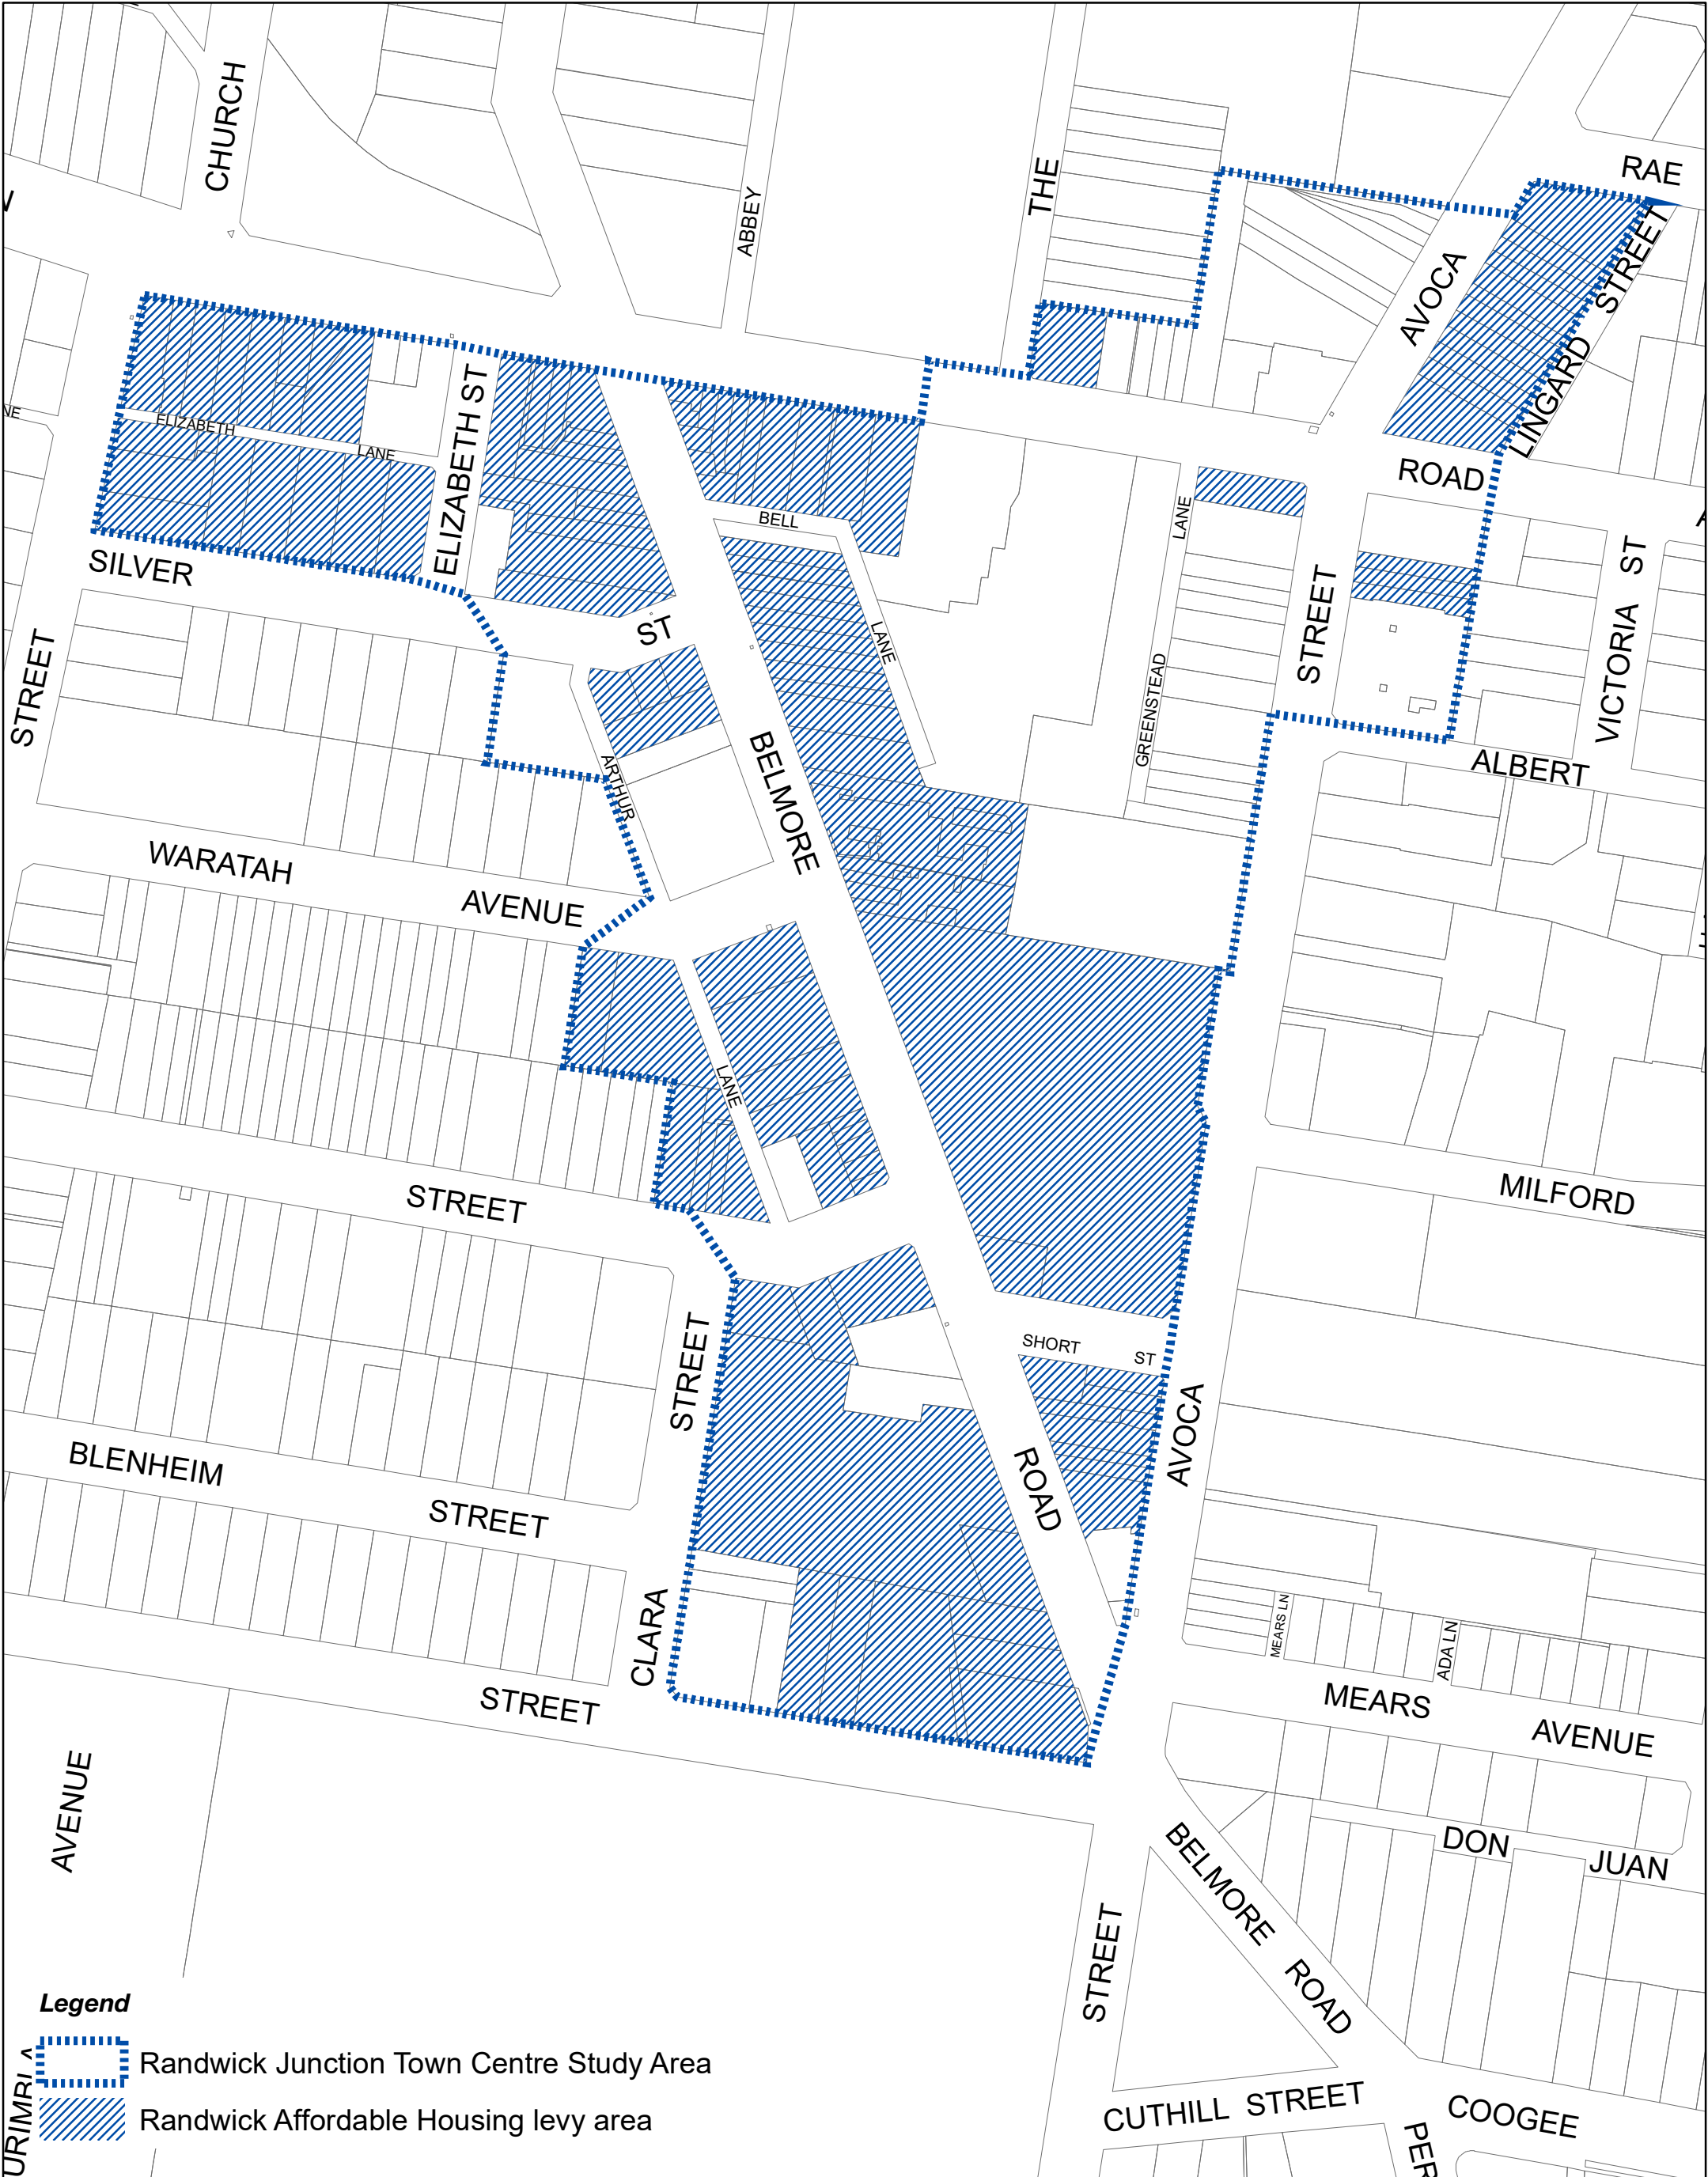 CHURCH
RAE
THE
ABBEY
STREET
AVOCA
LINGARD
ELIZABETH ST
ELIZABETH
LANE
ROAD
LANE
BELL
SILVER
ST
ST
LANE
STREET
VICTORIA
STREET
GREENSTEAD
BELMORE
ARTHUR
ALBERT
WARATAH
AVENUE
LANE
MILFORD
STREET
SHORT
ST
STREET
AVOCA
BLENHEIM
ROAD
STREET
CLARA
MEARS LN
ADA LN
STREET
MEARS
AVENUE
AVENUE
DON
JUAN
BELMORE
STREET
ROAD
Legend
Randwick Junction Town Centre Study Area
Randwick Affordable Housing levy area
CUTHILL STREET
COOGEE